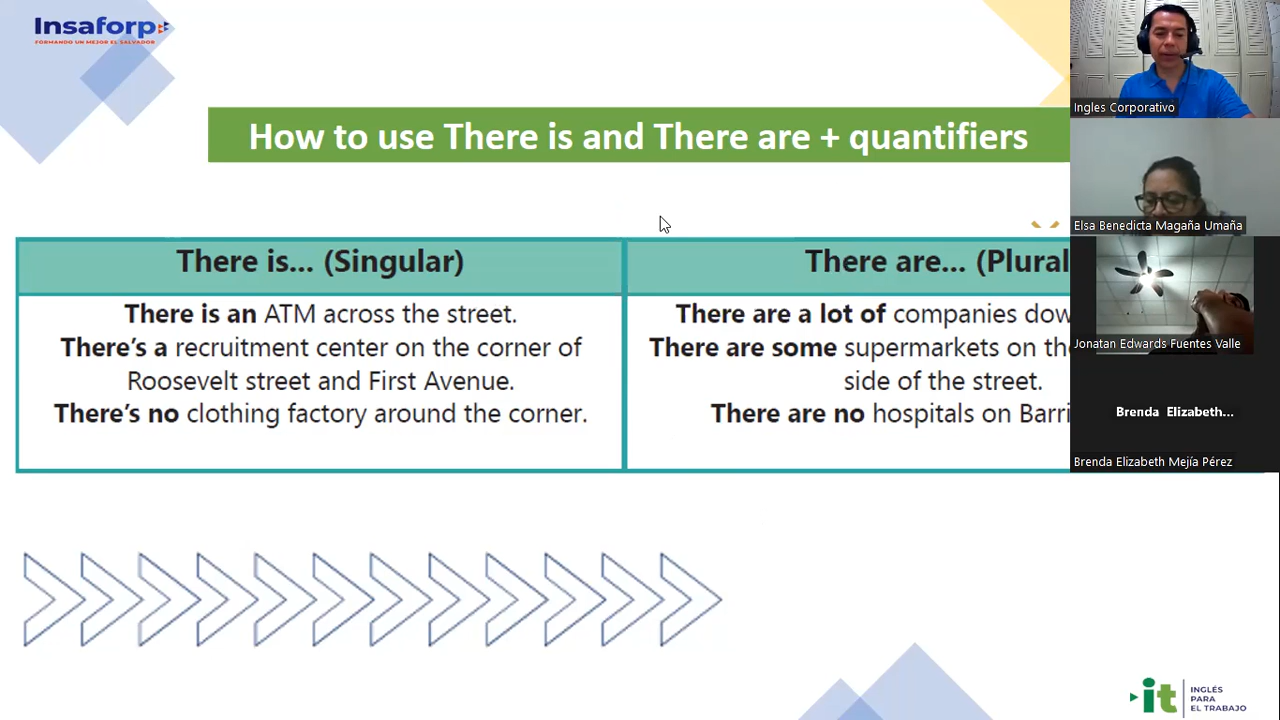 Insaforp
FORMANDO UN MEJOR EL SALVADOR
How to use There is and There are + quantifiers
There is... (Singular)
There is an ATM across the street.
There's a recruitment center on the corner of
Roosevelt street and First Avenue.
There's no clothing factory around the corner.
There are... (Plural
There are a lot of companies dow
There are some supermarkets on th
side of the street.
There are no hospitals on Barri
Ingles Corporativo
Elsa Benedicta Magaña Umaña
Jonatan Edwards Fuentes Valle
Brenda Elizabeth...
Brenda Elizabeth Mejía Pérez
it
INGLÉS
PARA
EL TRABAJO